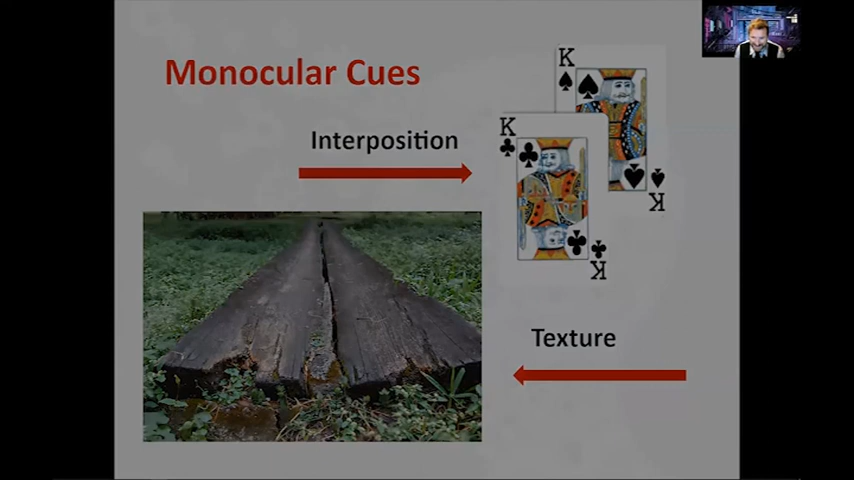 Monocular Cues
Interposition
K
K
K
K
Texture